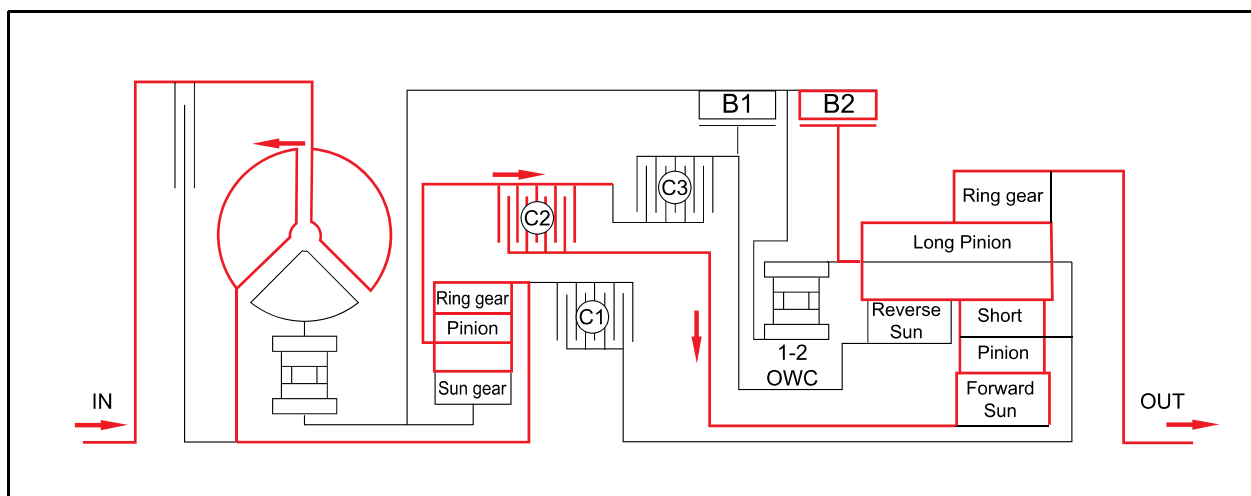 B1
B2
C3
C2
Ring gear
Long Pinion
Ring gear
Pinion
Sun gear
C1
1-2
OWC
Reverse
Sun
Short
Pinion
Forward
Sun
IN
OUT